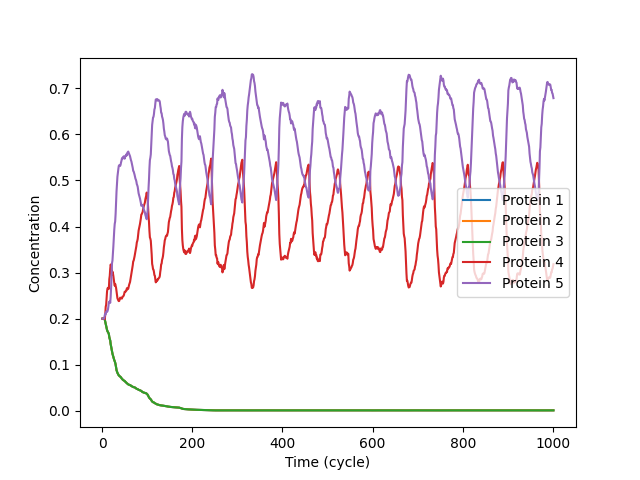 0.7
0.6
0.5
0.4
0.3
0.2
0.1
0.0
Concentration
0
200
400
600
800
1000
Time (cycle)
Protein 1
Protein 2
Protein 3
Protein 4
Protein 5